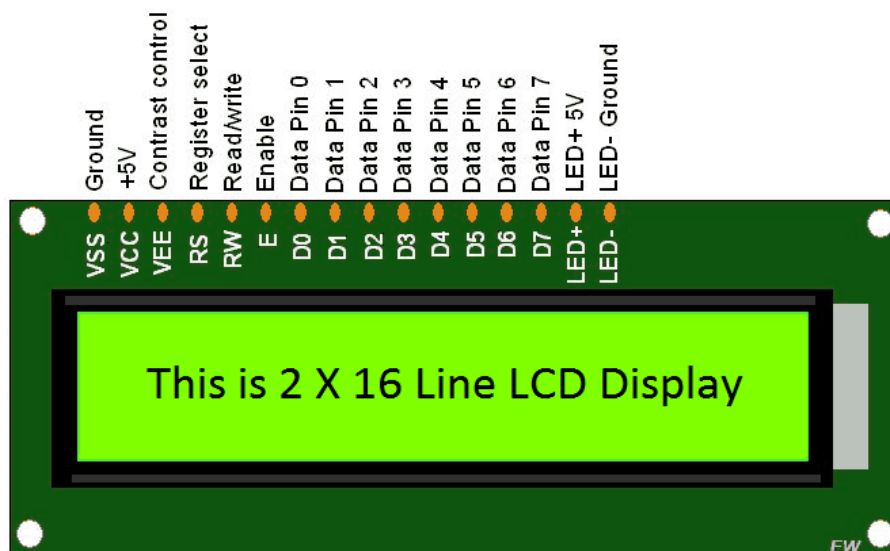 Ground
+5V
Contrast control
Register select
Read/write
Enable
Data Pin 0
Data Pin 1
Data Pin 2
Data Pin 3
Data Pin 4
Data Pin 5
Data Pin 6
Data Pin 7
LED+ 5V
LED- Ground
VSS
VCC
VEE
RS
RW
E
D0
D1
D2
D3
D4
D5
D6
D7
LED+
LED-
This is 2 X 16 Line LCD Display
EW